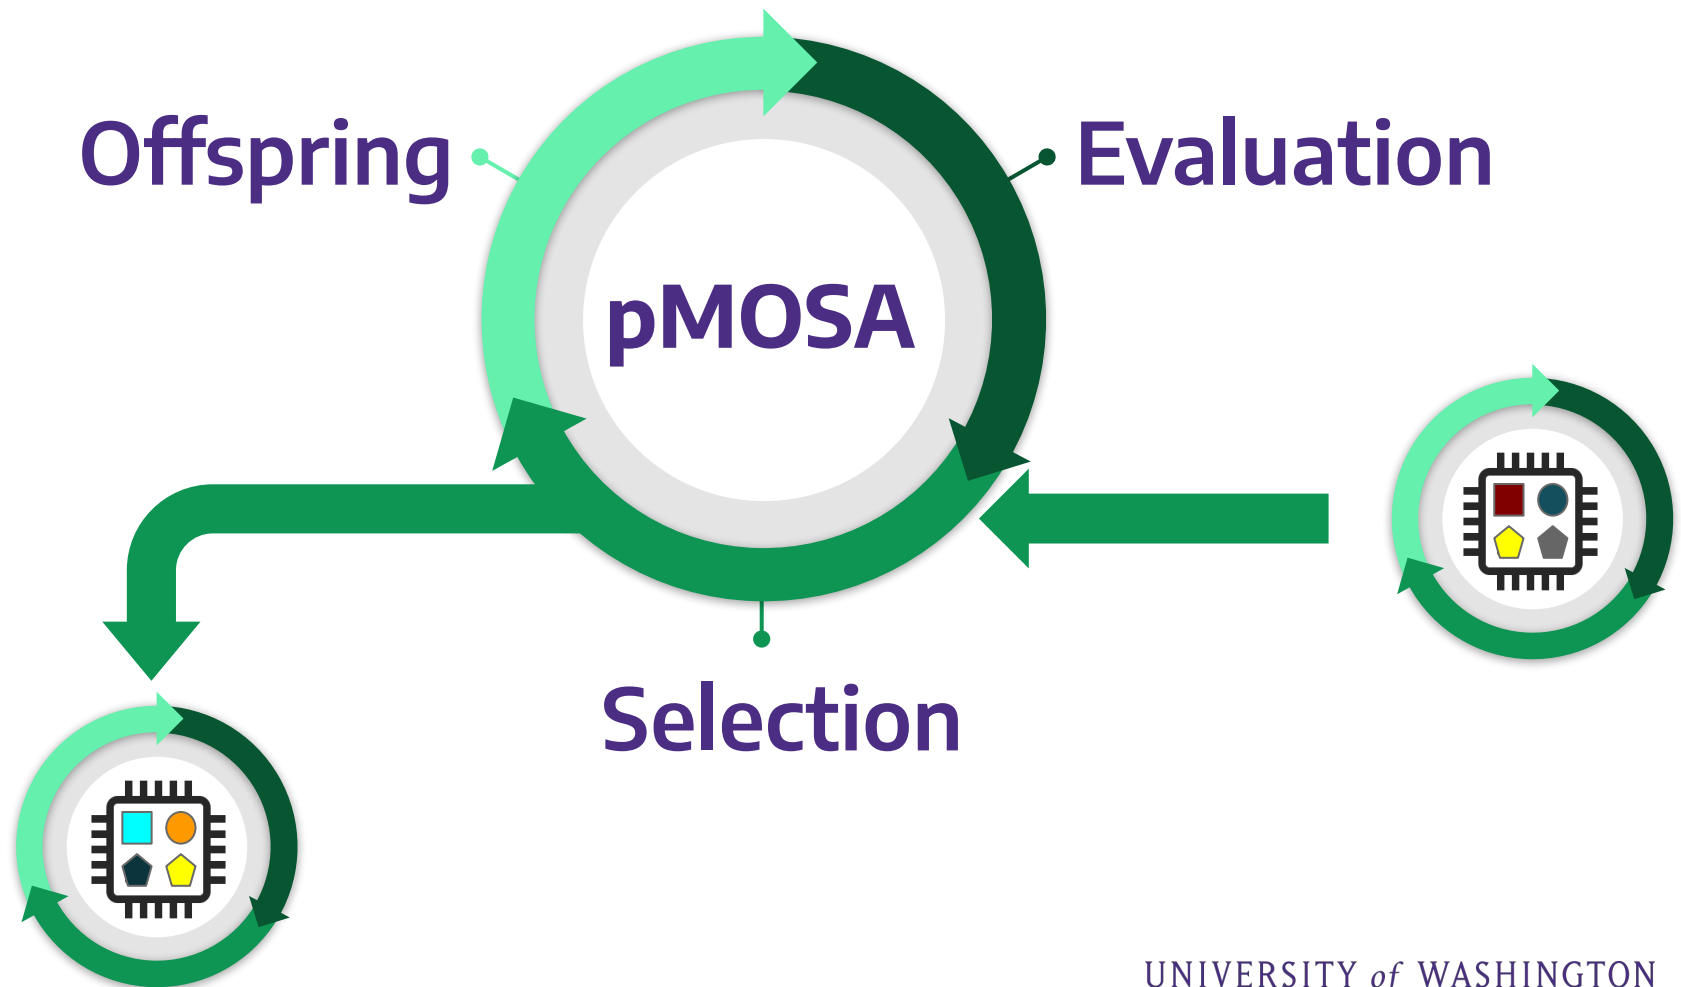 Offspring
Evaluation
pMOSA
Selection
UNIVERSITY of WASHINGTON